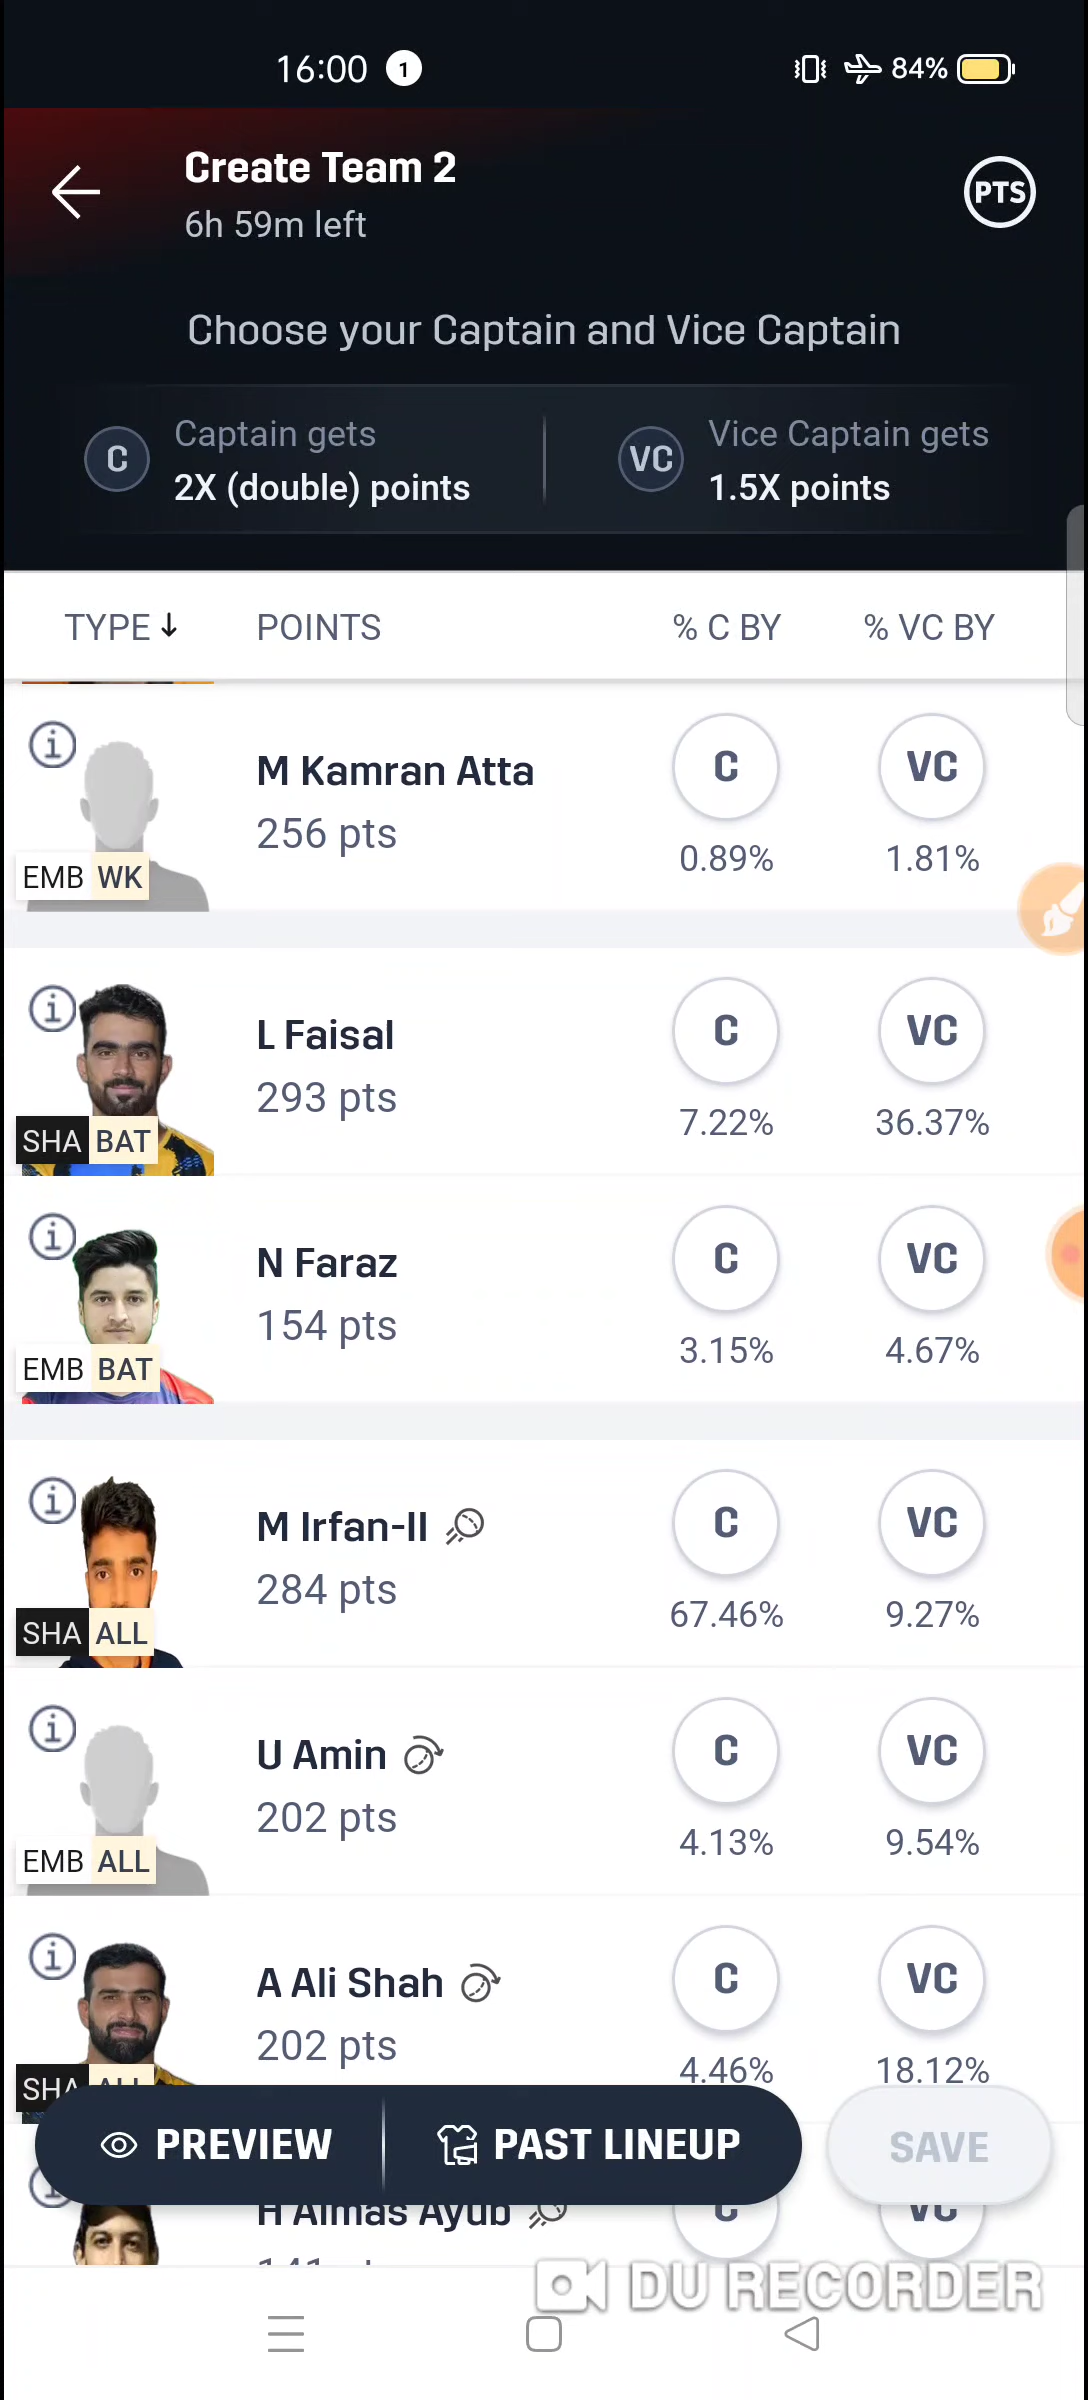 16:00 1 84%
Create Team 2
6h 59m left
PTS
Choose your Captain and Vice Captain
C Captain gets
2X (double) points
VC Vice Captain gets
1.5X points
TYPE POINTS % C BY % VC BY
M Kamran Atta
256 pts
EMB WK
C VC
0.89% 1.81%
L Faisal
293 pts
SHA BAT
C VC
7.22% 36.37%
N Faraz
154 pts
EMB BAT
C VC
3.15% 4.67%
M Irfan-II
284 pts
SHA ALL
C VC
67.46% 9.27%
U Amin
202 pts
EMB ALL
C VC
4.13% 9.54%
A Ali Shah
202 pts
SHA ALL
C VC
4.46% 18.12%
PREVIEW PAST LINEUP SAVE
H Almas Ayub C VC
DU RECORDER